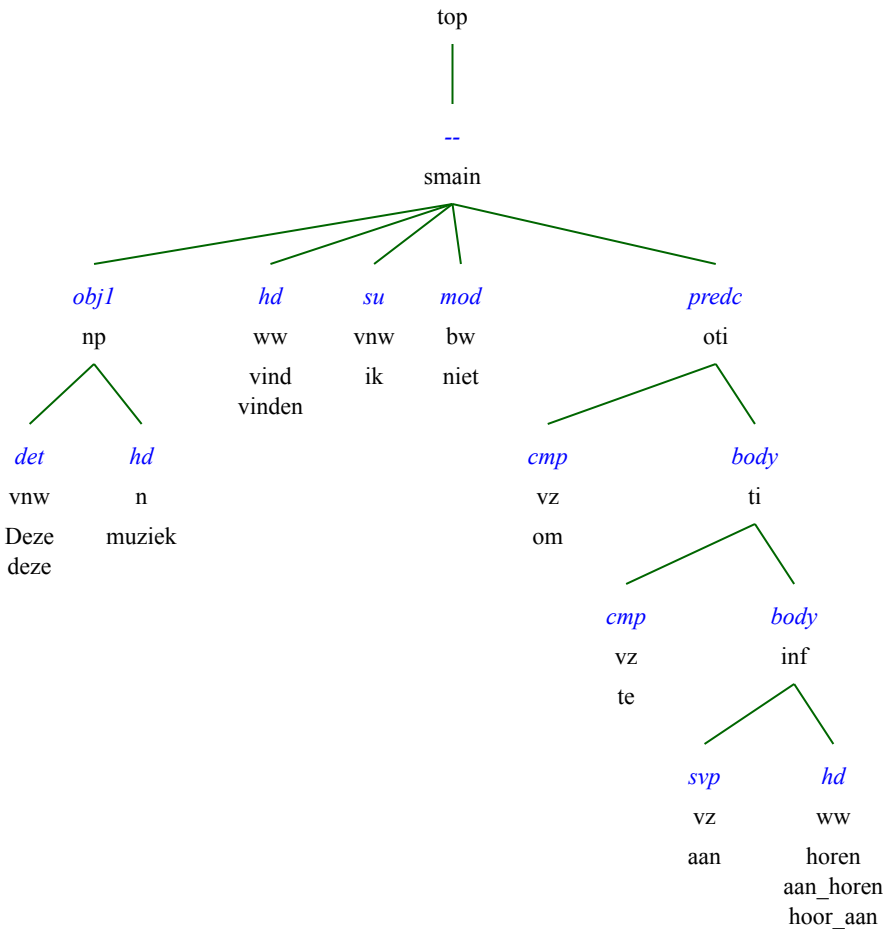 top
--
smain
obj1 hd su mod predc
np ww vnw bw oti
vind ik niet
vinden
det hd cmp body
vnw n vz ti
Deze muziek om
deze
cmp body
vz inf
te
svp hd
vz ww
aan horen
aan_horen
hoor_aan